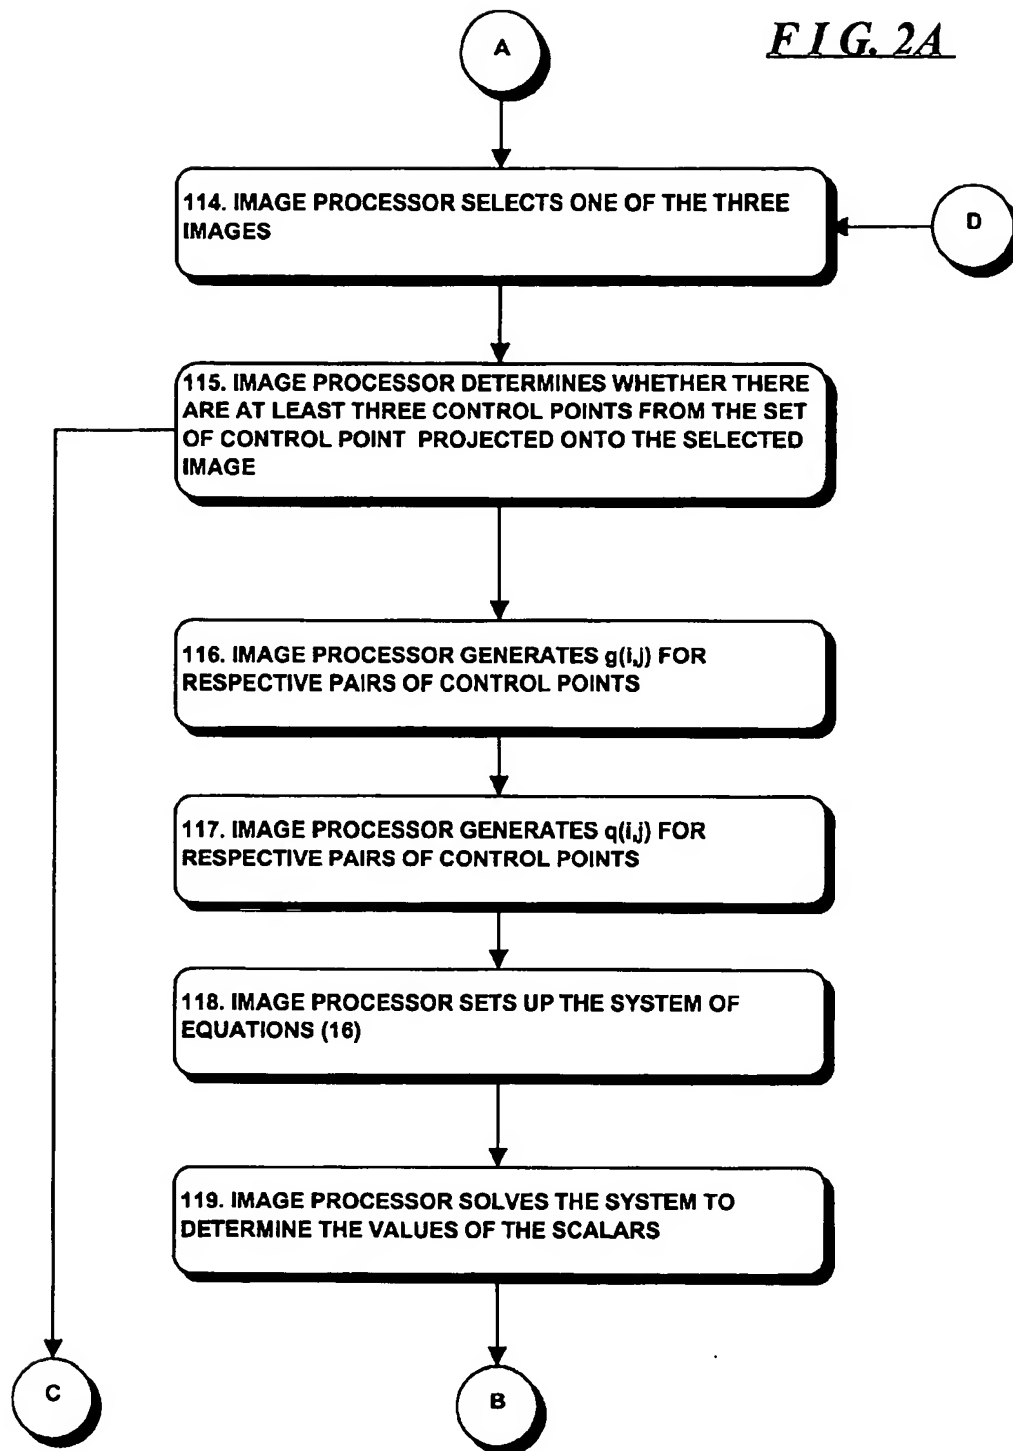 F I G. 2A
A
114. IMAGE PROCESSOR SELECTS ONE OF THE THREE
IMAGES
D
115. IMAGE PROCESSOR DETERMINES WHETHER THERE
ARE AT LEAST THREE CONTROL POINTS FROM THE SET
OF CONTROL POINT PROJECTED ONTO THE SELECTED
IMAGE
116. IMAGE PROCESSOR GENERATES g(i,j) FOR
RESPECTIVE PAIRS OF CONTROL POINTS
117. IMAGE PROCESSOR GENERATES q(i,j) FOR
RESPECTIVE PAIRS OF CONTROL POINTS
118. IMAGE PROCESSOR SETS UP THE SYSTEM OF
EQUATIONS (16)
119. IMAGE PROCESSOR SOLVES THE SYSTEM TO
DETERMINE THE VALUES OF THE SCALARS
C
B